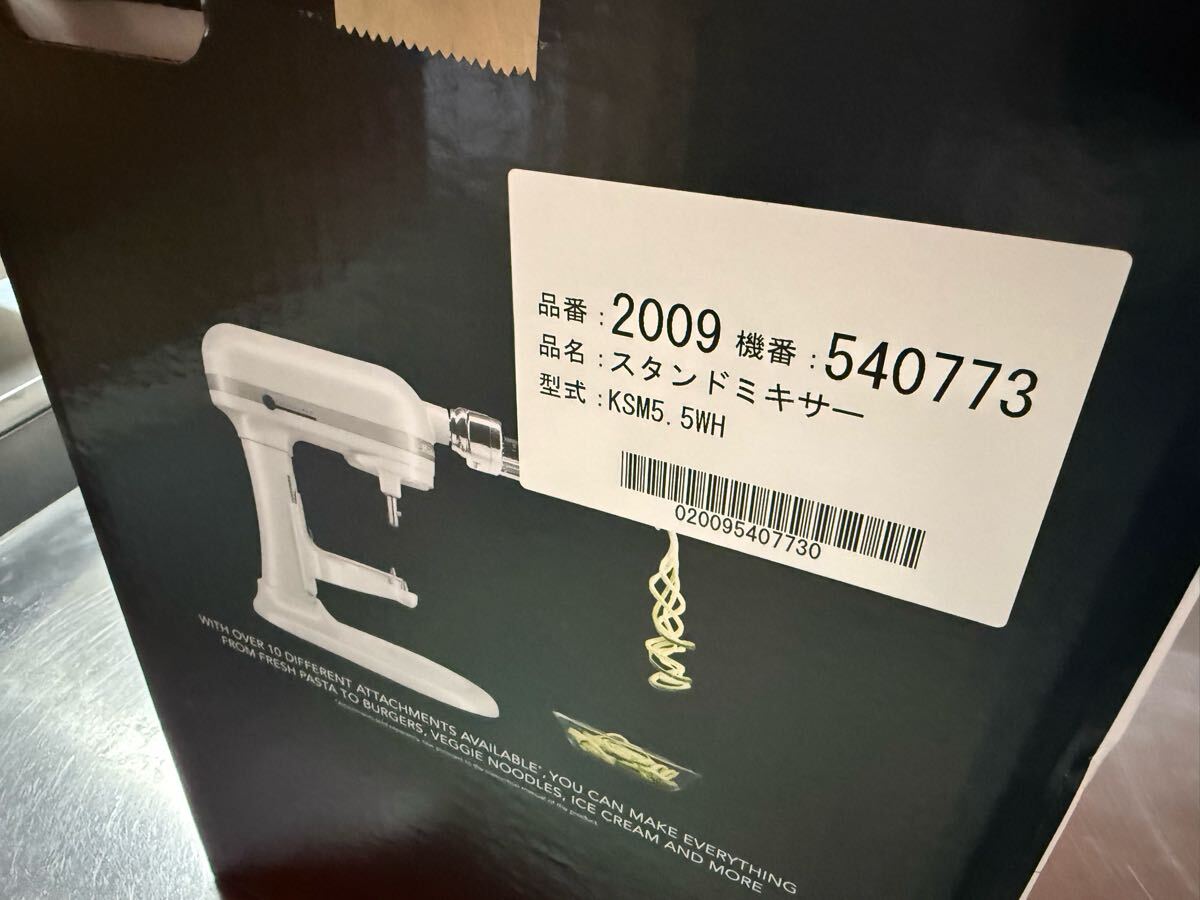 品番:2009 機番:540773
品名:スタンドミキサー
型式:KSM5.5WH
020095407730
WITH OVER 10 DIFFERENT ATTACHMENTS AVAILABLE*, YOU CAN MAKE EVERYTHING
FROM FRESH PASTA TO BURGERS, VEGGIE NOODLES, ICE CREAM AND MORE